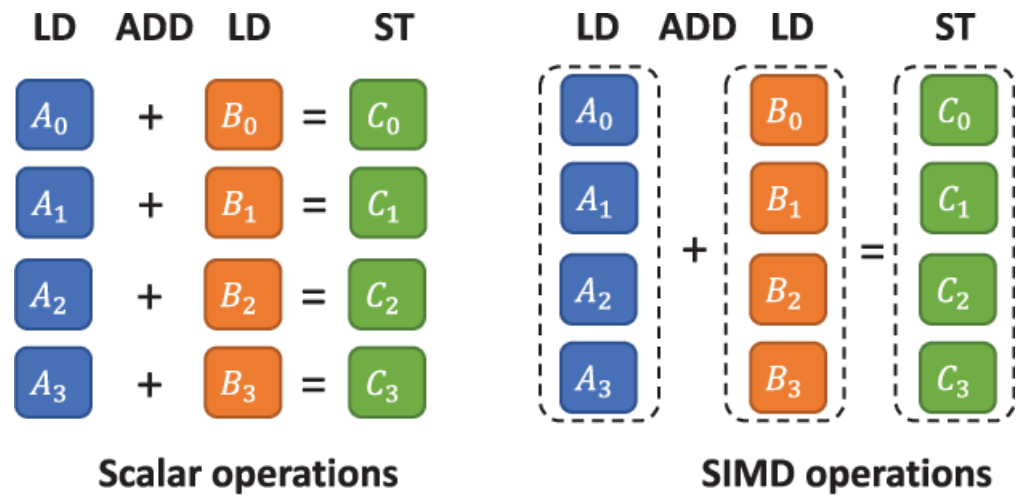 LD ADD LD ST LD ADD LD ST
A₀ + B₀ = C₀ A₀ B₀ C₀
A₁ + B₁ = C₁ A₁ B₁ C₁
+ =
A₂ + B₂ = C₂ A₂ B₂ C₂
A₃ + B₃ = C₃ A₃ B₃ C₃
Scalar operations SIMD operations